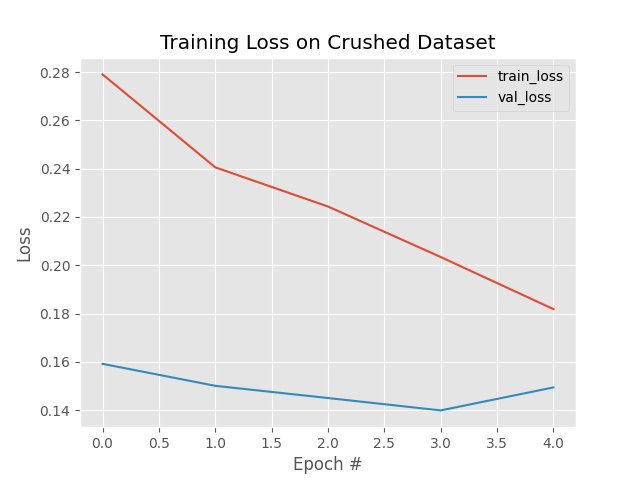 Training Loss on Crushed Dataset
train_loss
val_loss
0.28
0.26
0.24
0.22
0.20
0.18
0.16
0.14
Loss
0.0 0.5 1.0 1.5 2.0 2.5 3.0 3.5 4.0
Epoch #